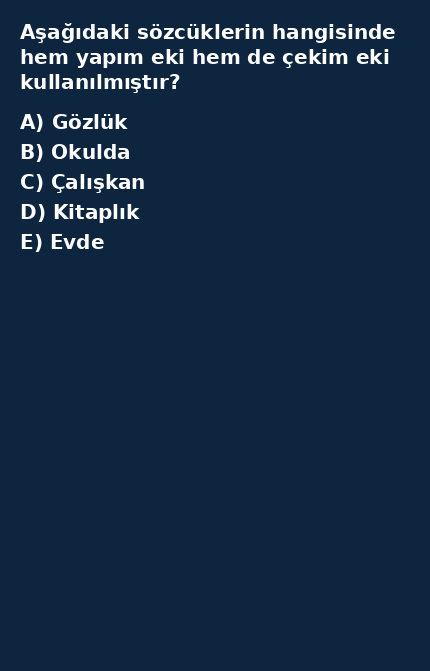 Aşağıdaki sözcüklerin hangisinde
hem yapım eki hem de çekim eki
kullanılmıştır?
A) Gözlük
B) Okulda
C) Çalışkan
D) Kitaplık
E) Evde